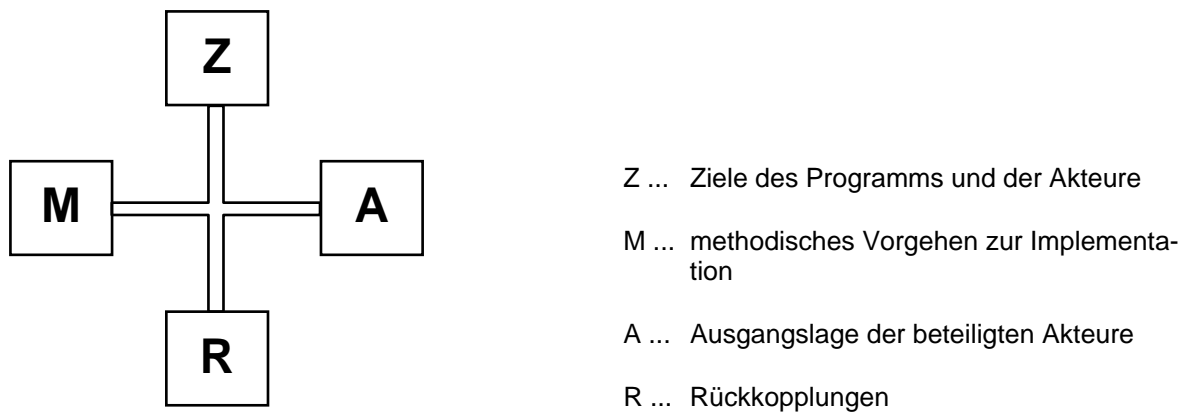 Z
M
A
R
Z ... Ziele des Programms und der Akteure
M ... methodisches Vorgehen zur Implementa-
tion
A ... Ausgangslage der beteiligten Akteure
R ... Rückkopplungen